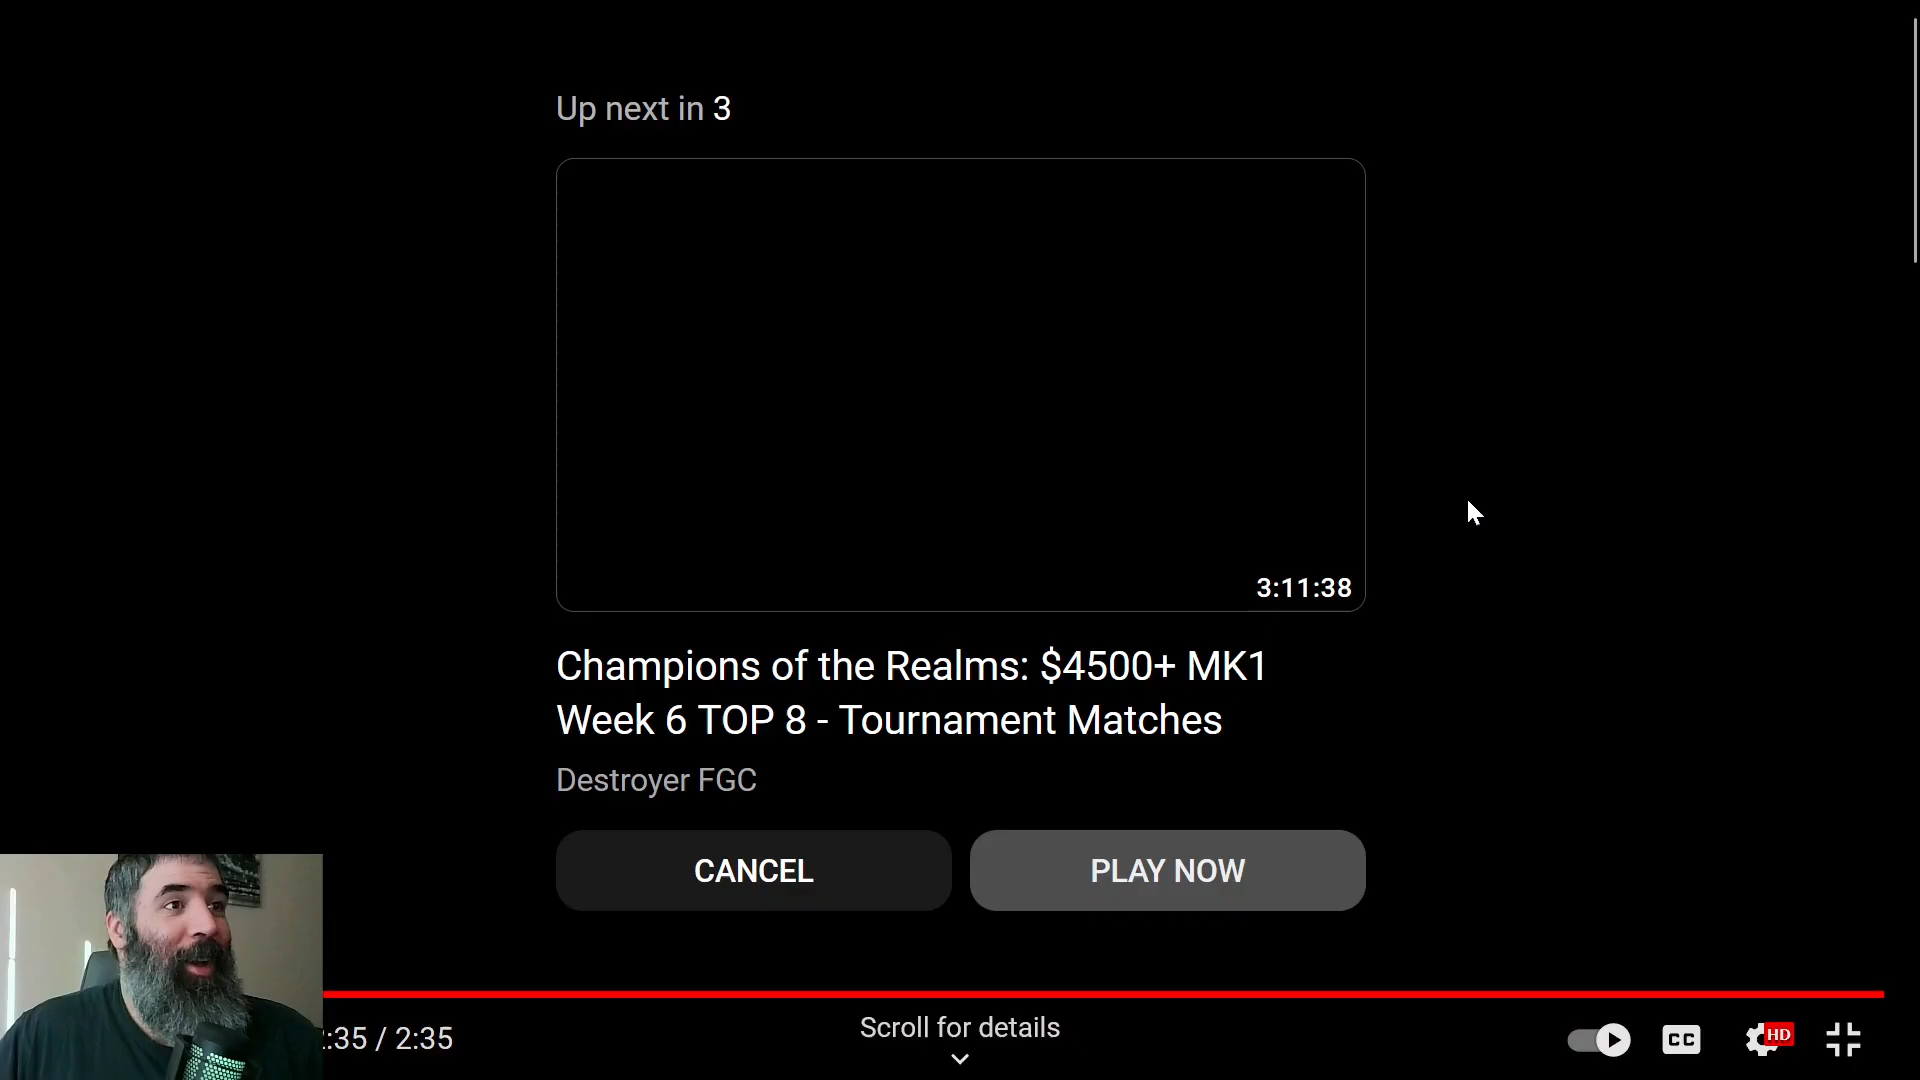 Up next in 3
3:11:38
Champions of the Realms: $4500+ MK1
Week 6 TOP 8 - Tournament Matches
Destroyer FGC
CANCEL
PLAY NOW
:35 / 2:35
Scroll for details
CC
HD